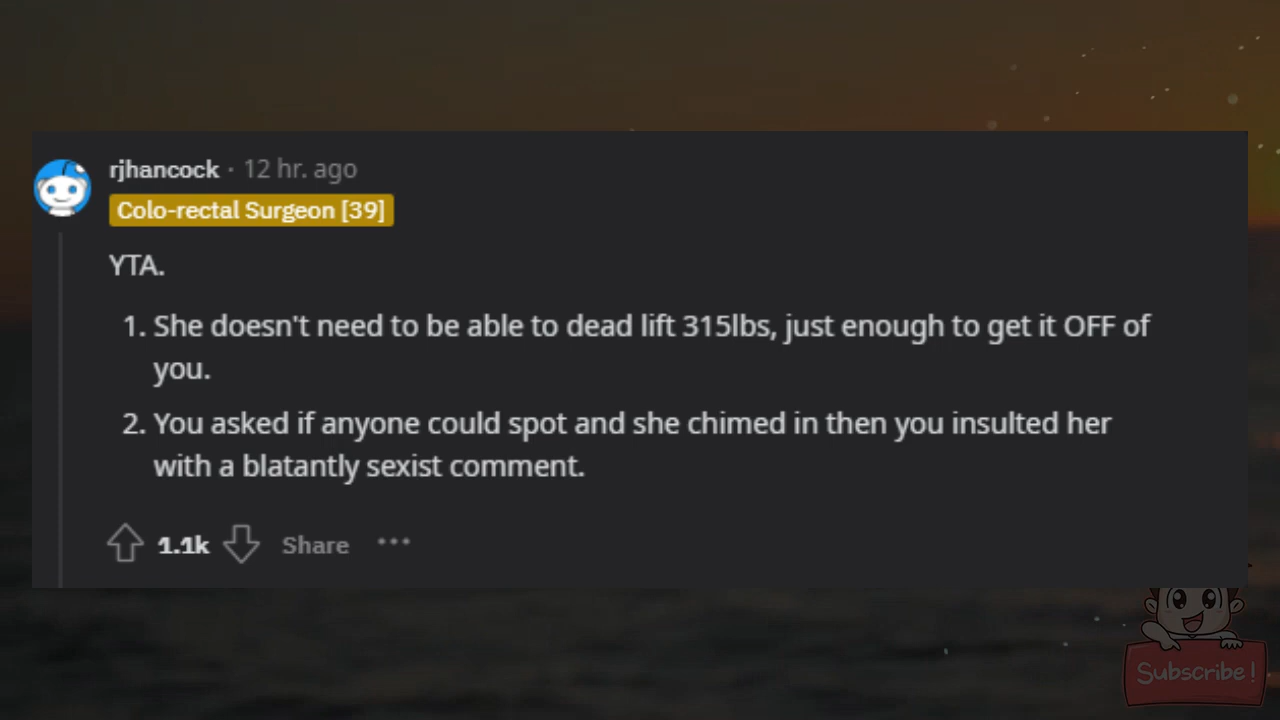 rjhancock · 12 hr. ago
Colo-rectal Surgeon [39]
YTA.
1. She doesn't need to be able to dead lift 315lbs, just enough to get it OFF of
you.
2. You asked if anyone could spot and she chimed in then you insulted her
with a blatantly sexist comment.
1.1k Share ...
Subscribe!